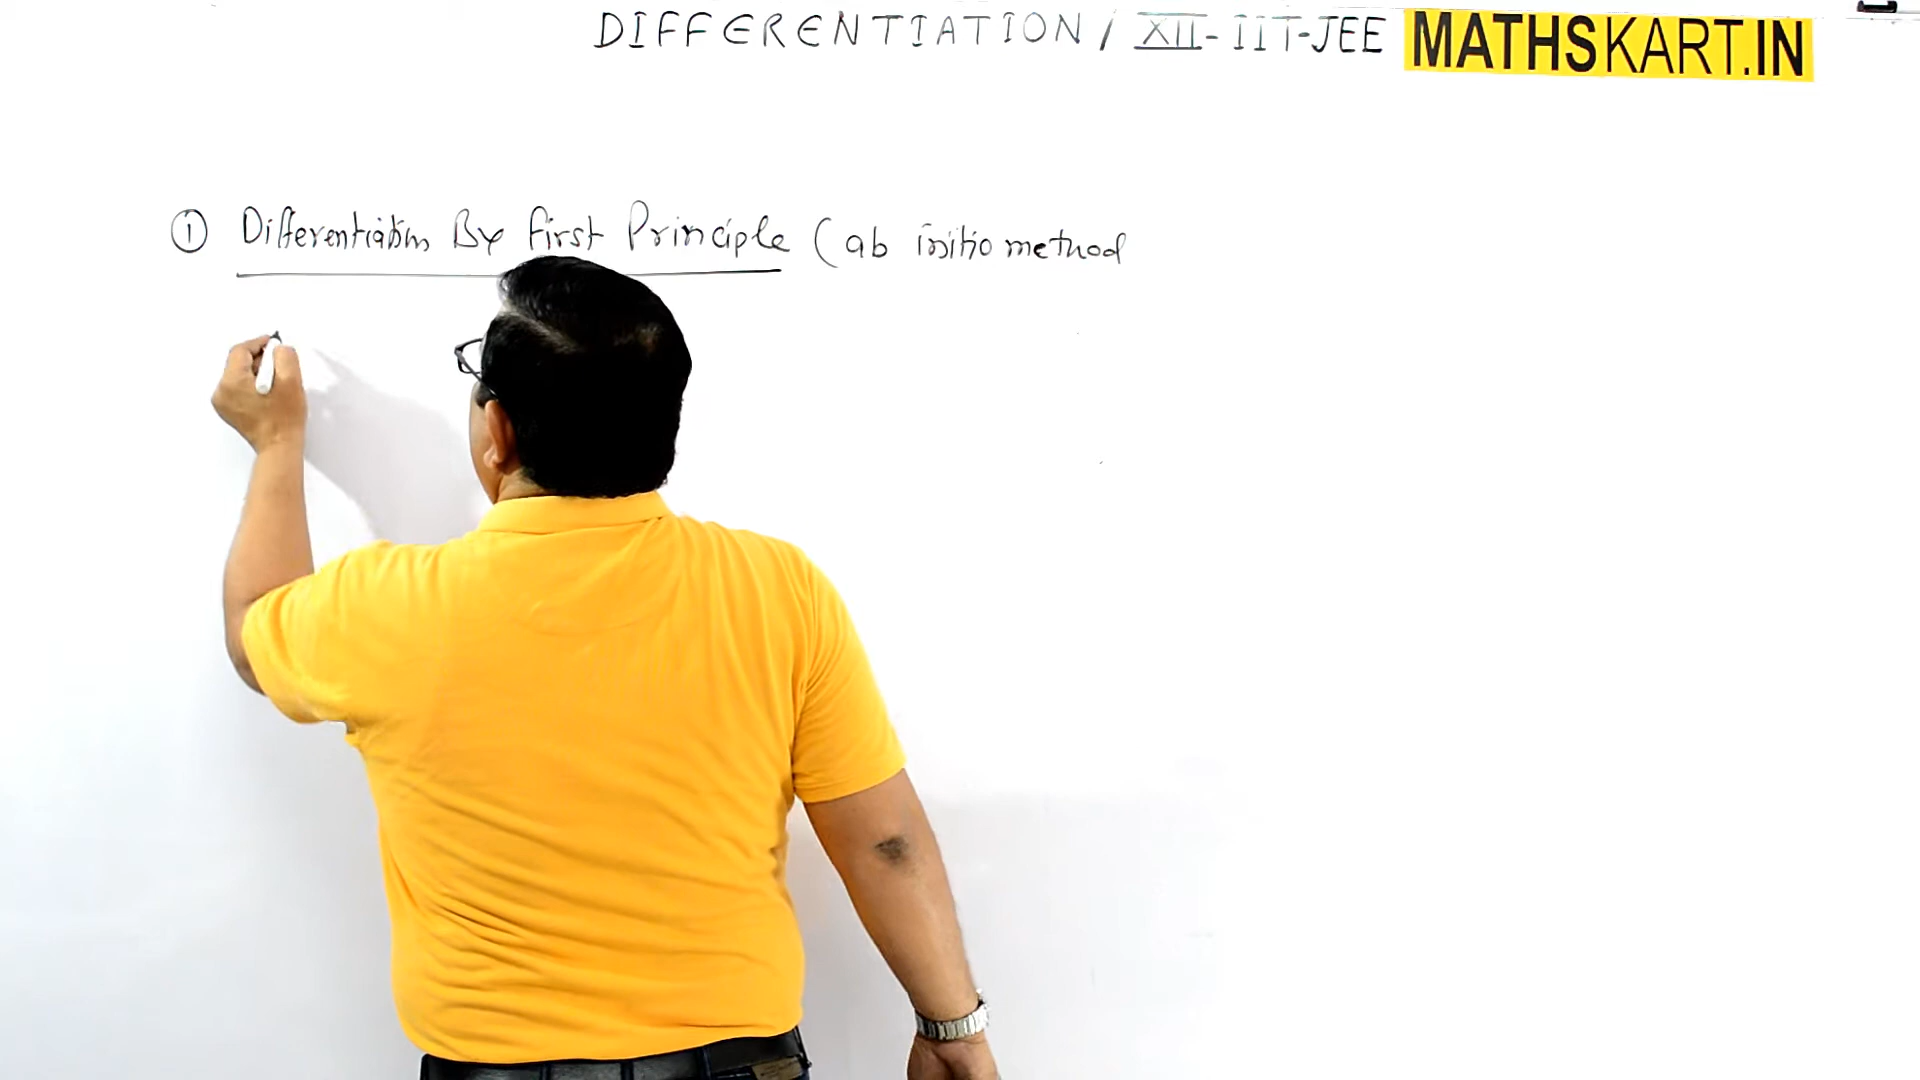 DIFFERENTIATION / XII - IIT-JEE MATHSKART.IN
① Differentiation By First Principle (ab initio method